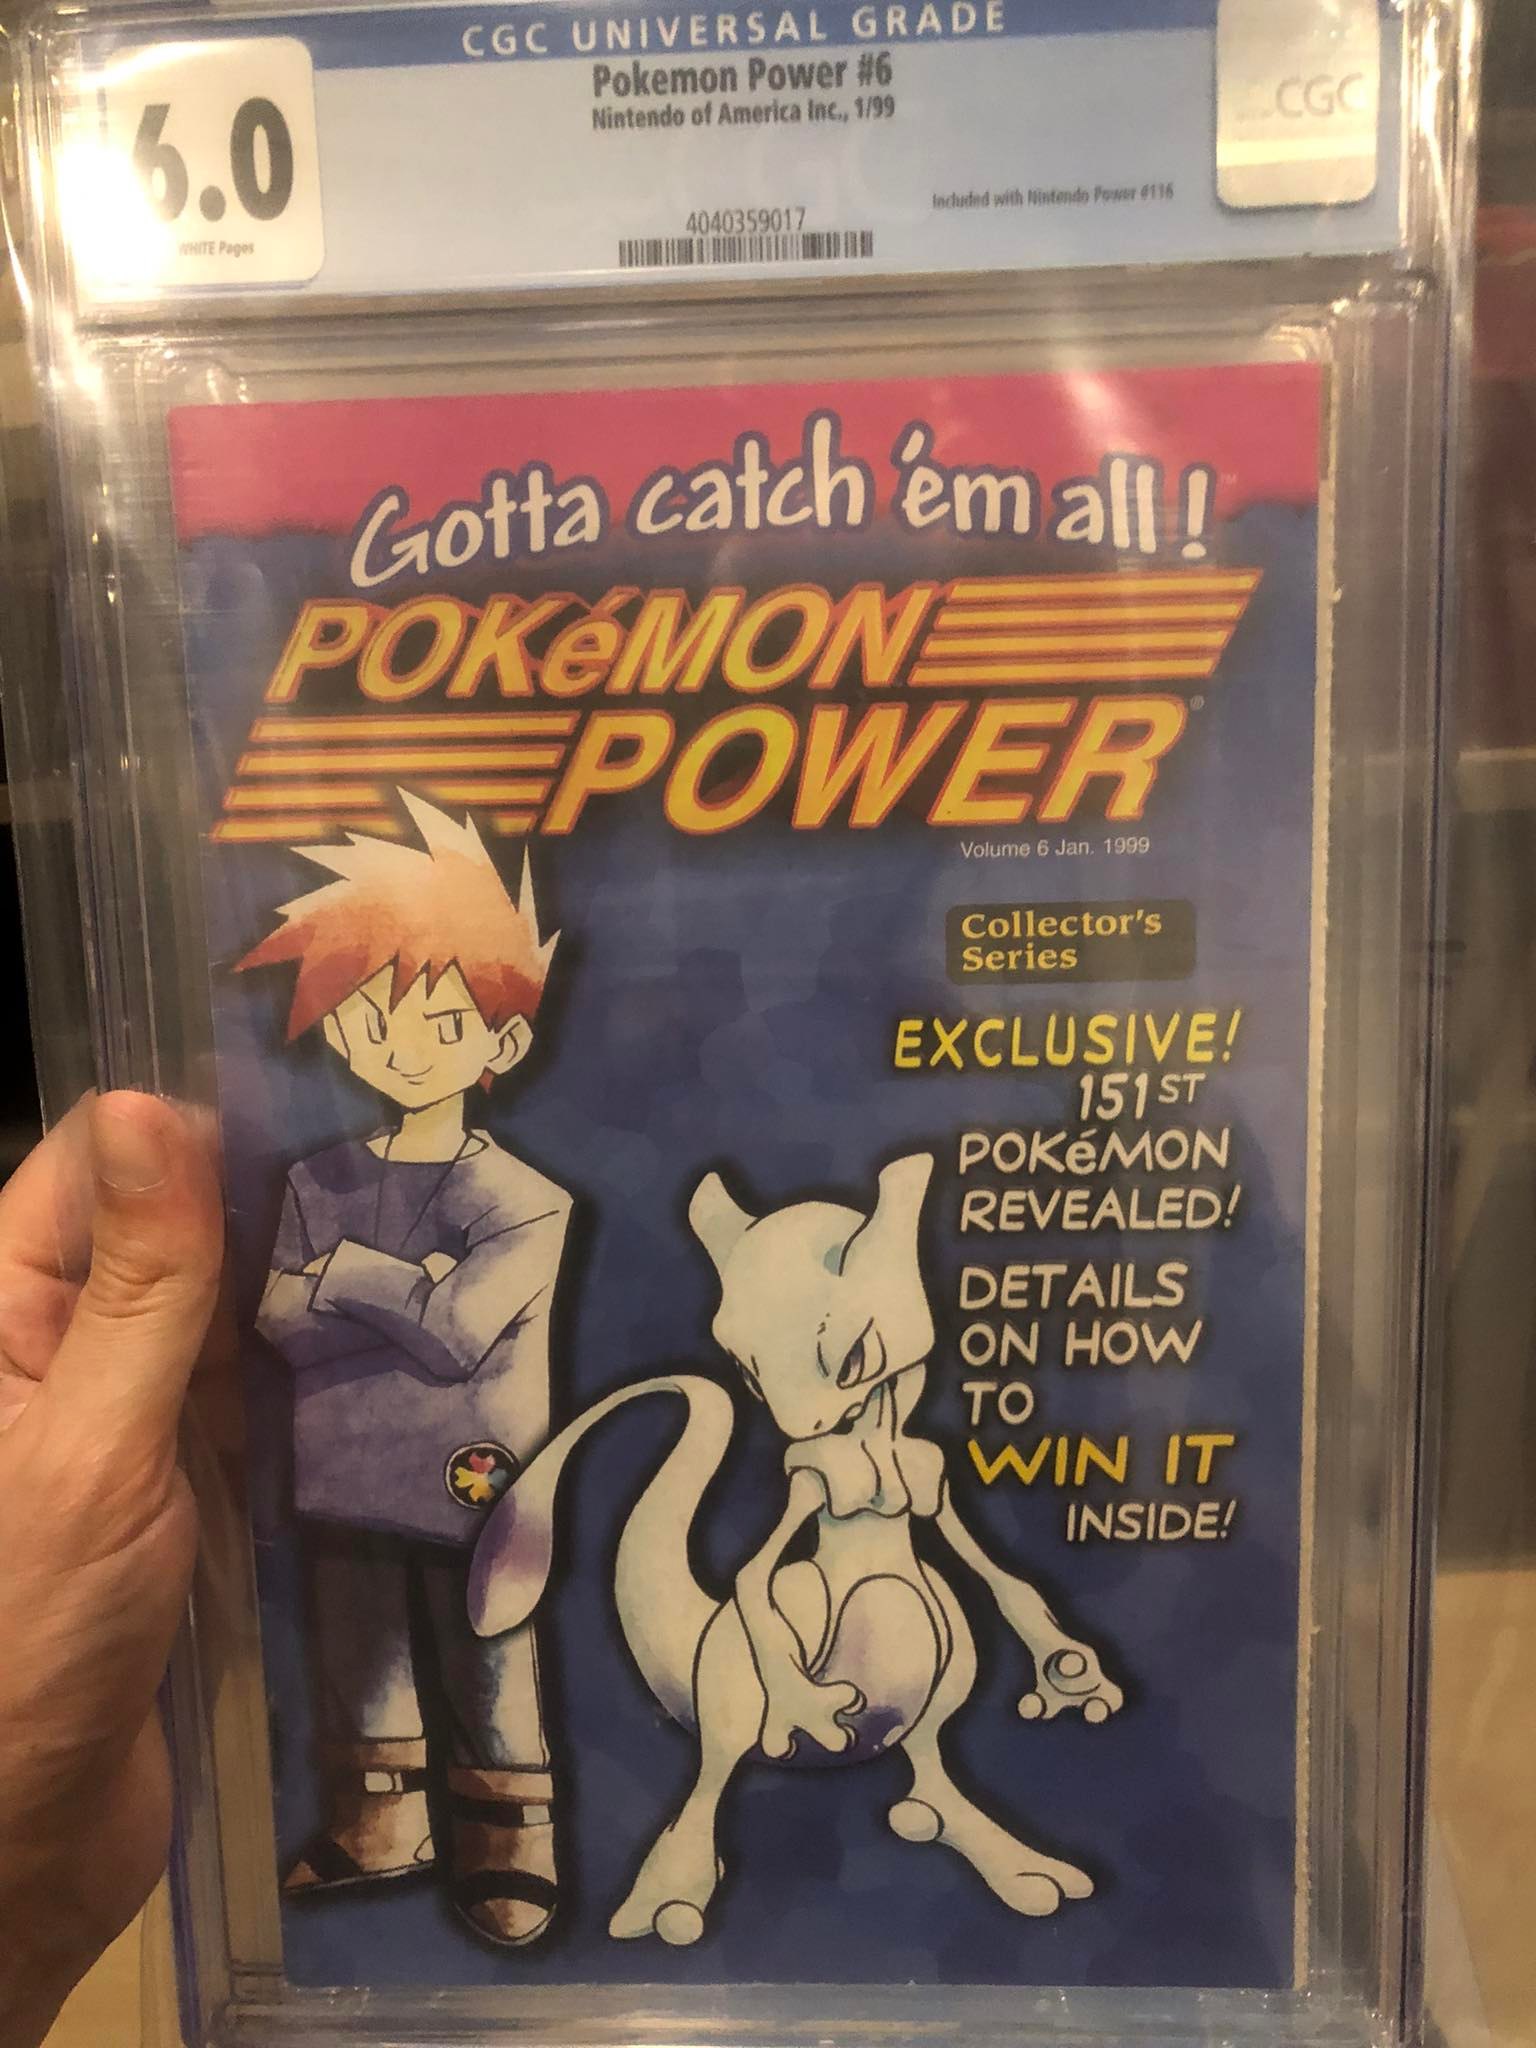 CGC UNIVERSAL GRADE
6.0
WHITE Pages
Pokemon Power #6
Nintendo of America Inc., 1/99
4040359017
Included with Nintendo Power #116
CGC
Gotta catch 'em all! ™
POKéMON
POWER®
Volume 6 Jan. 1999
Collector's
Series
EXCLUSIVE!
151ST
POKéMON
REVEALED!
DETAILS
ON HOW
TO
WIN IT
INSIDE!